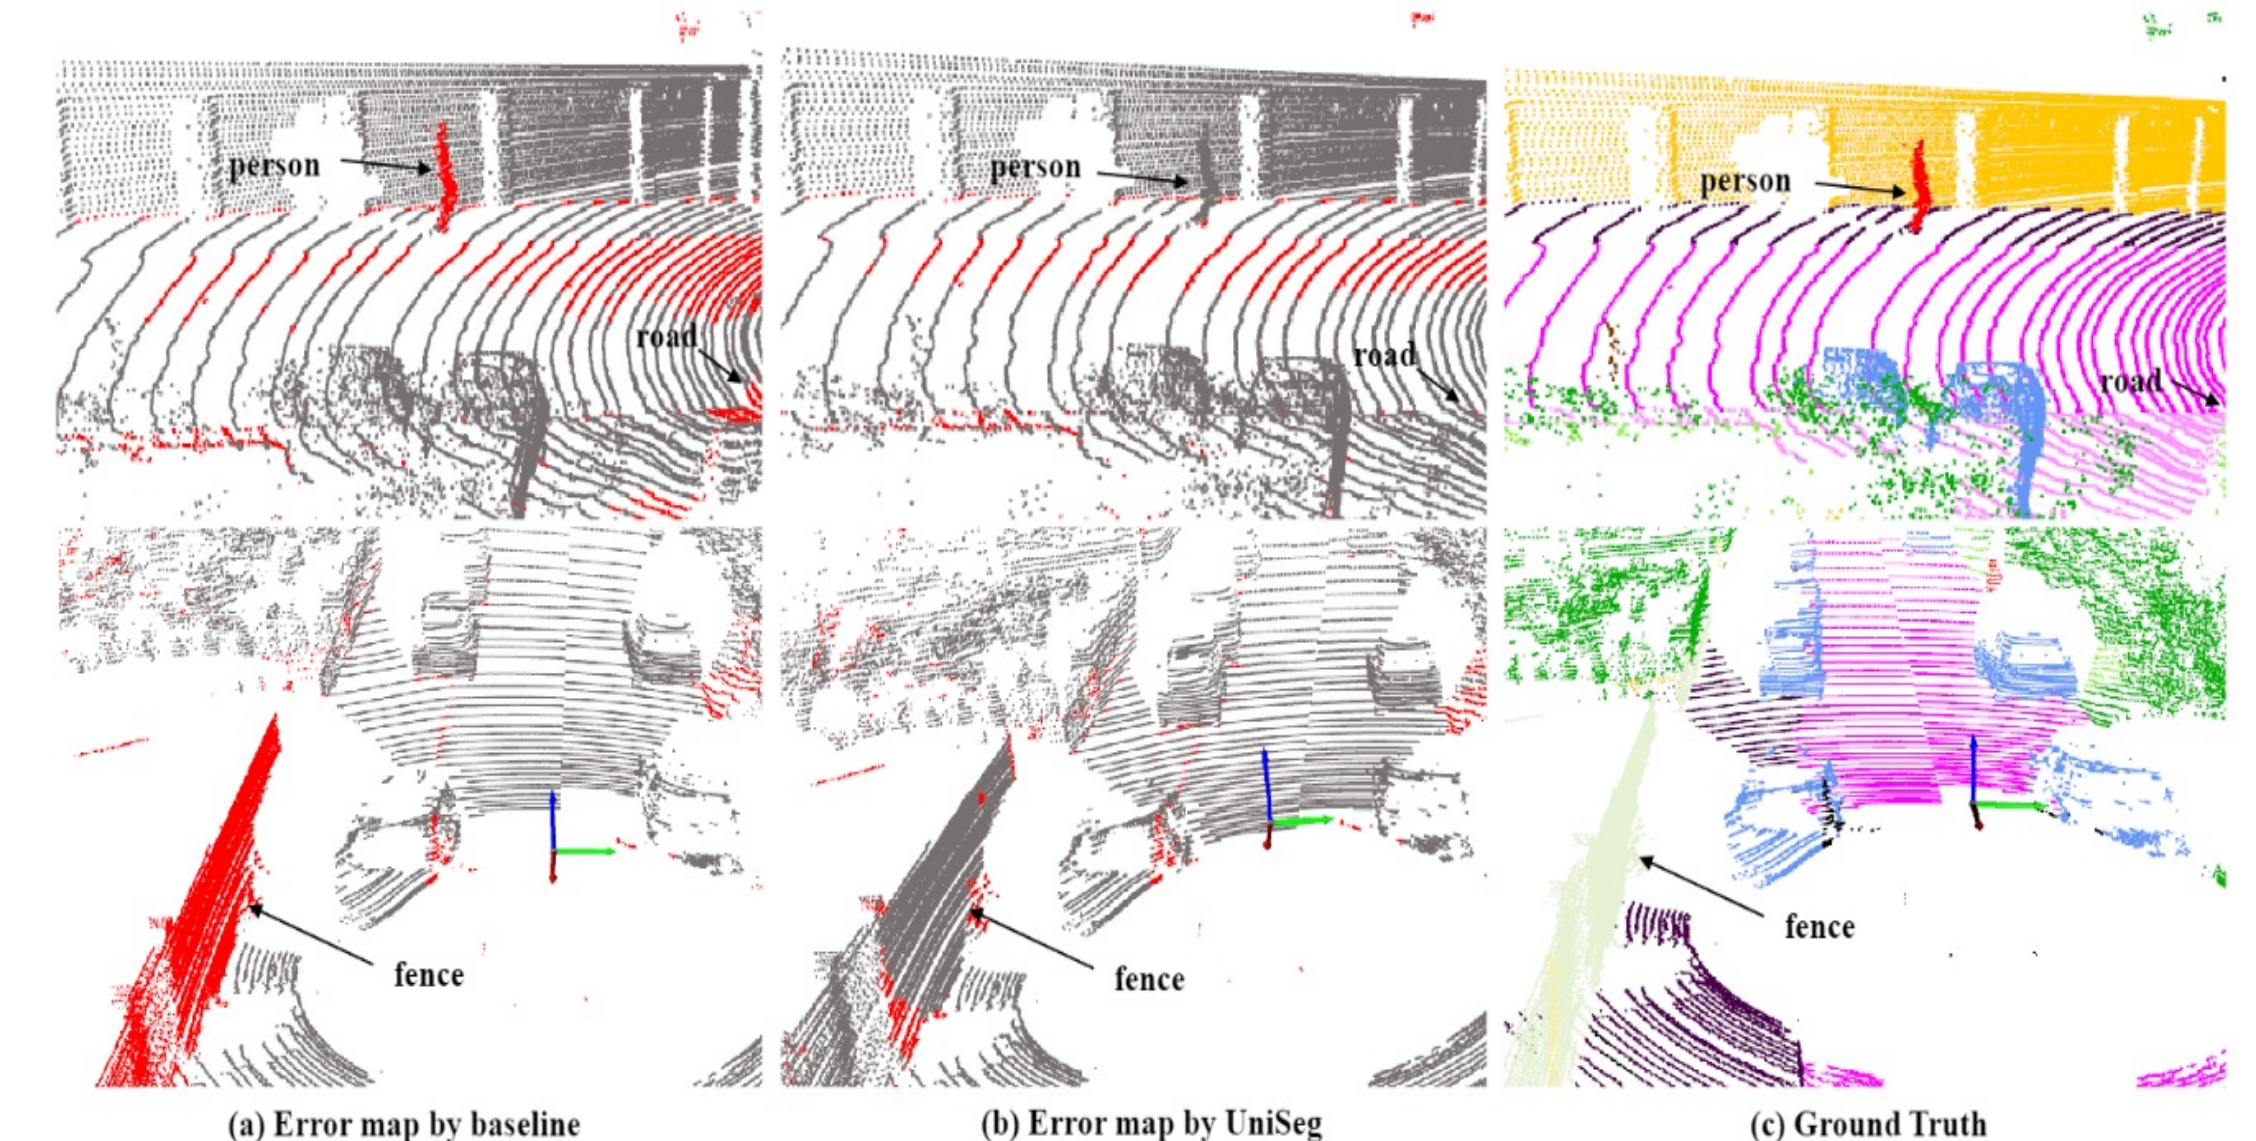 person
person
person
road
road
road
fence
fence
fence
(a) Error map by baseline
(b) Error map by UniSeg
(c) Ground Truth